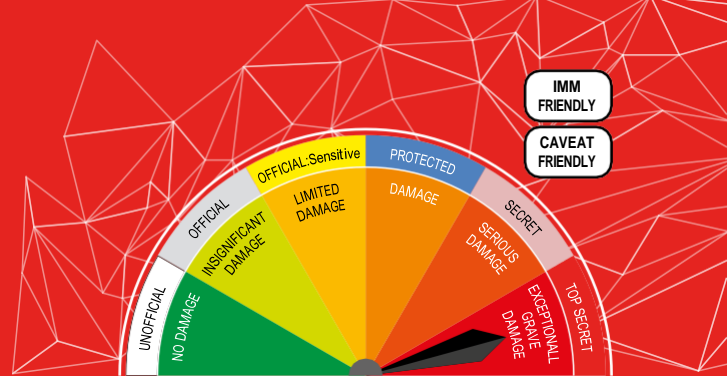 IMM
FRIENDLY
CAVEAT
FRIENDLY
UNOFFICIAL
NO DAMAGE
OFFICIAL
INSIGNIFICANT
DAMAGE
OFFICIAL:Sensitive
LIMITED
DAMAGE
PROTECTED
DAMAGE
SECRET
SERIOUS
DAMAGE
TOP SECRET
EXCEPTIONALL
GRAVE
DAMAGE